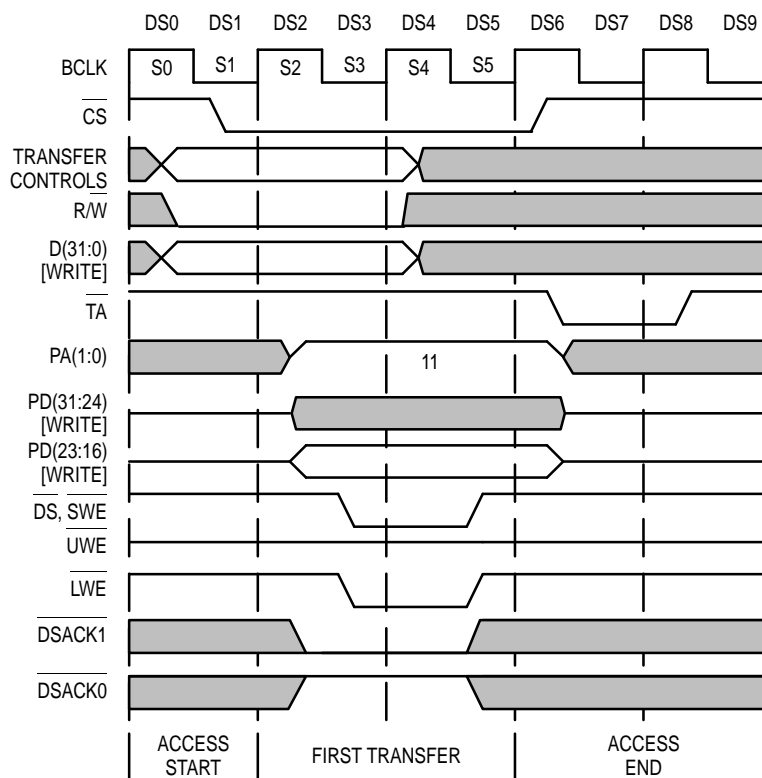 DS0 DS1 DS2 DS3 DS4 DS5 DS6 DS7 DS8 DS9
BCLK S0 S1 S2 S3 S4 S5
CS
TRANSFER
CONTROLS
R/W
D(31:0)
[WRITE]
TA
PA(1:0) 11
PD(31:24)
[WRITE]
PD(23:16)
[WRITE]
DS, SWE
UWE
LWE
DSACK1
DSACK0
ACCESS
START
FIRST TRANSFER
ACCESS
END